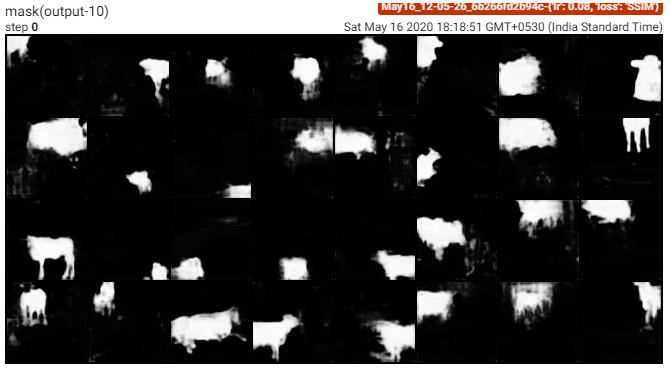 mask(output-10)
May16_12-05-26_6b266fd2b94c-{'lr': 0.08, 'loss': 'SSIM'}
step 0
Sat May 16 2020 18:18:51 GMT+0530 (India Standard Time)